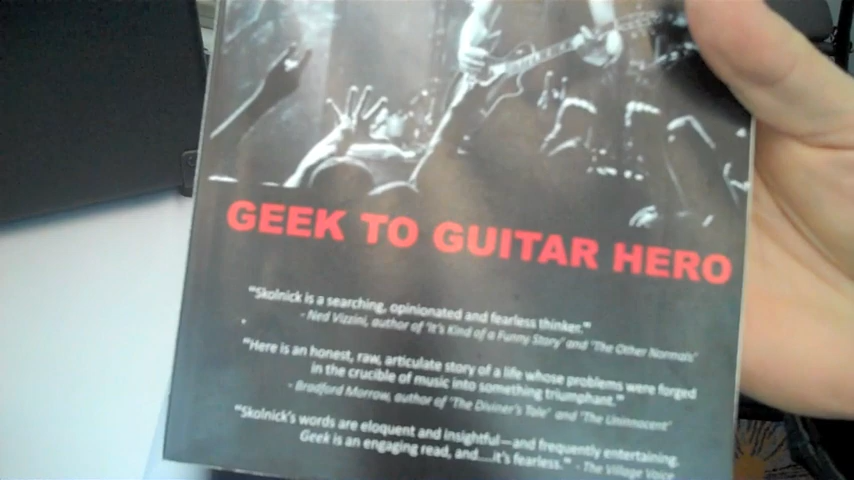 GEEK TO GUITAR HERO
"Skolnick is a searching, opinionated and fearless thinker."
- Ned Vizzini, author of 'It's Kind of a Funny Story' and 'The Other Normals'
"Here is an honest, raw, articulate story of a life whose problems were forged
in the crucible of music into something triumphant."
- Bradford Morrow, author of 'The Diviner's Tale' and 'The Uninnocent'
"Skolnick's words are eloquent and insightful—and frequently entertaining.
Geek is an engaging read, and....it's fearless." - The Village Voice